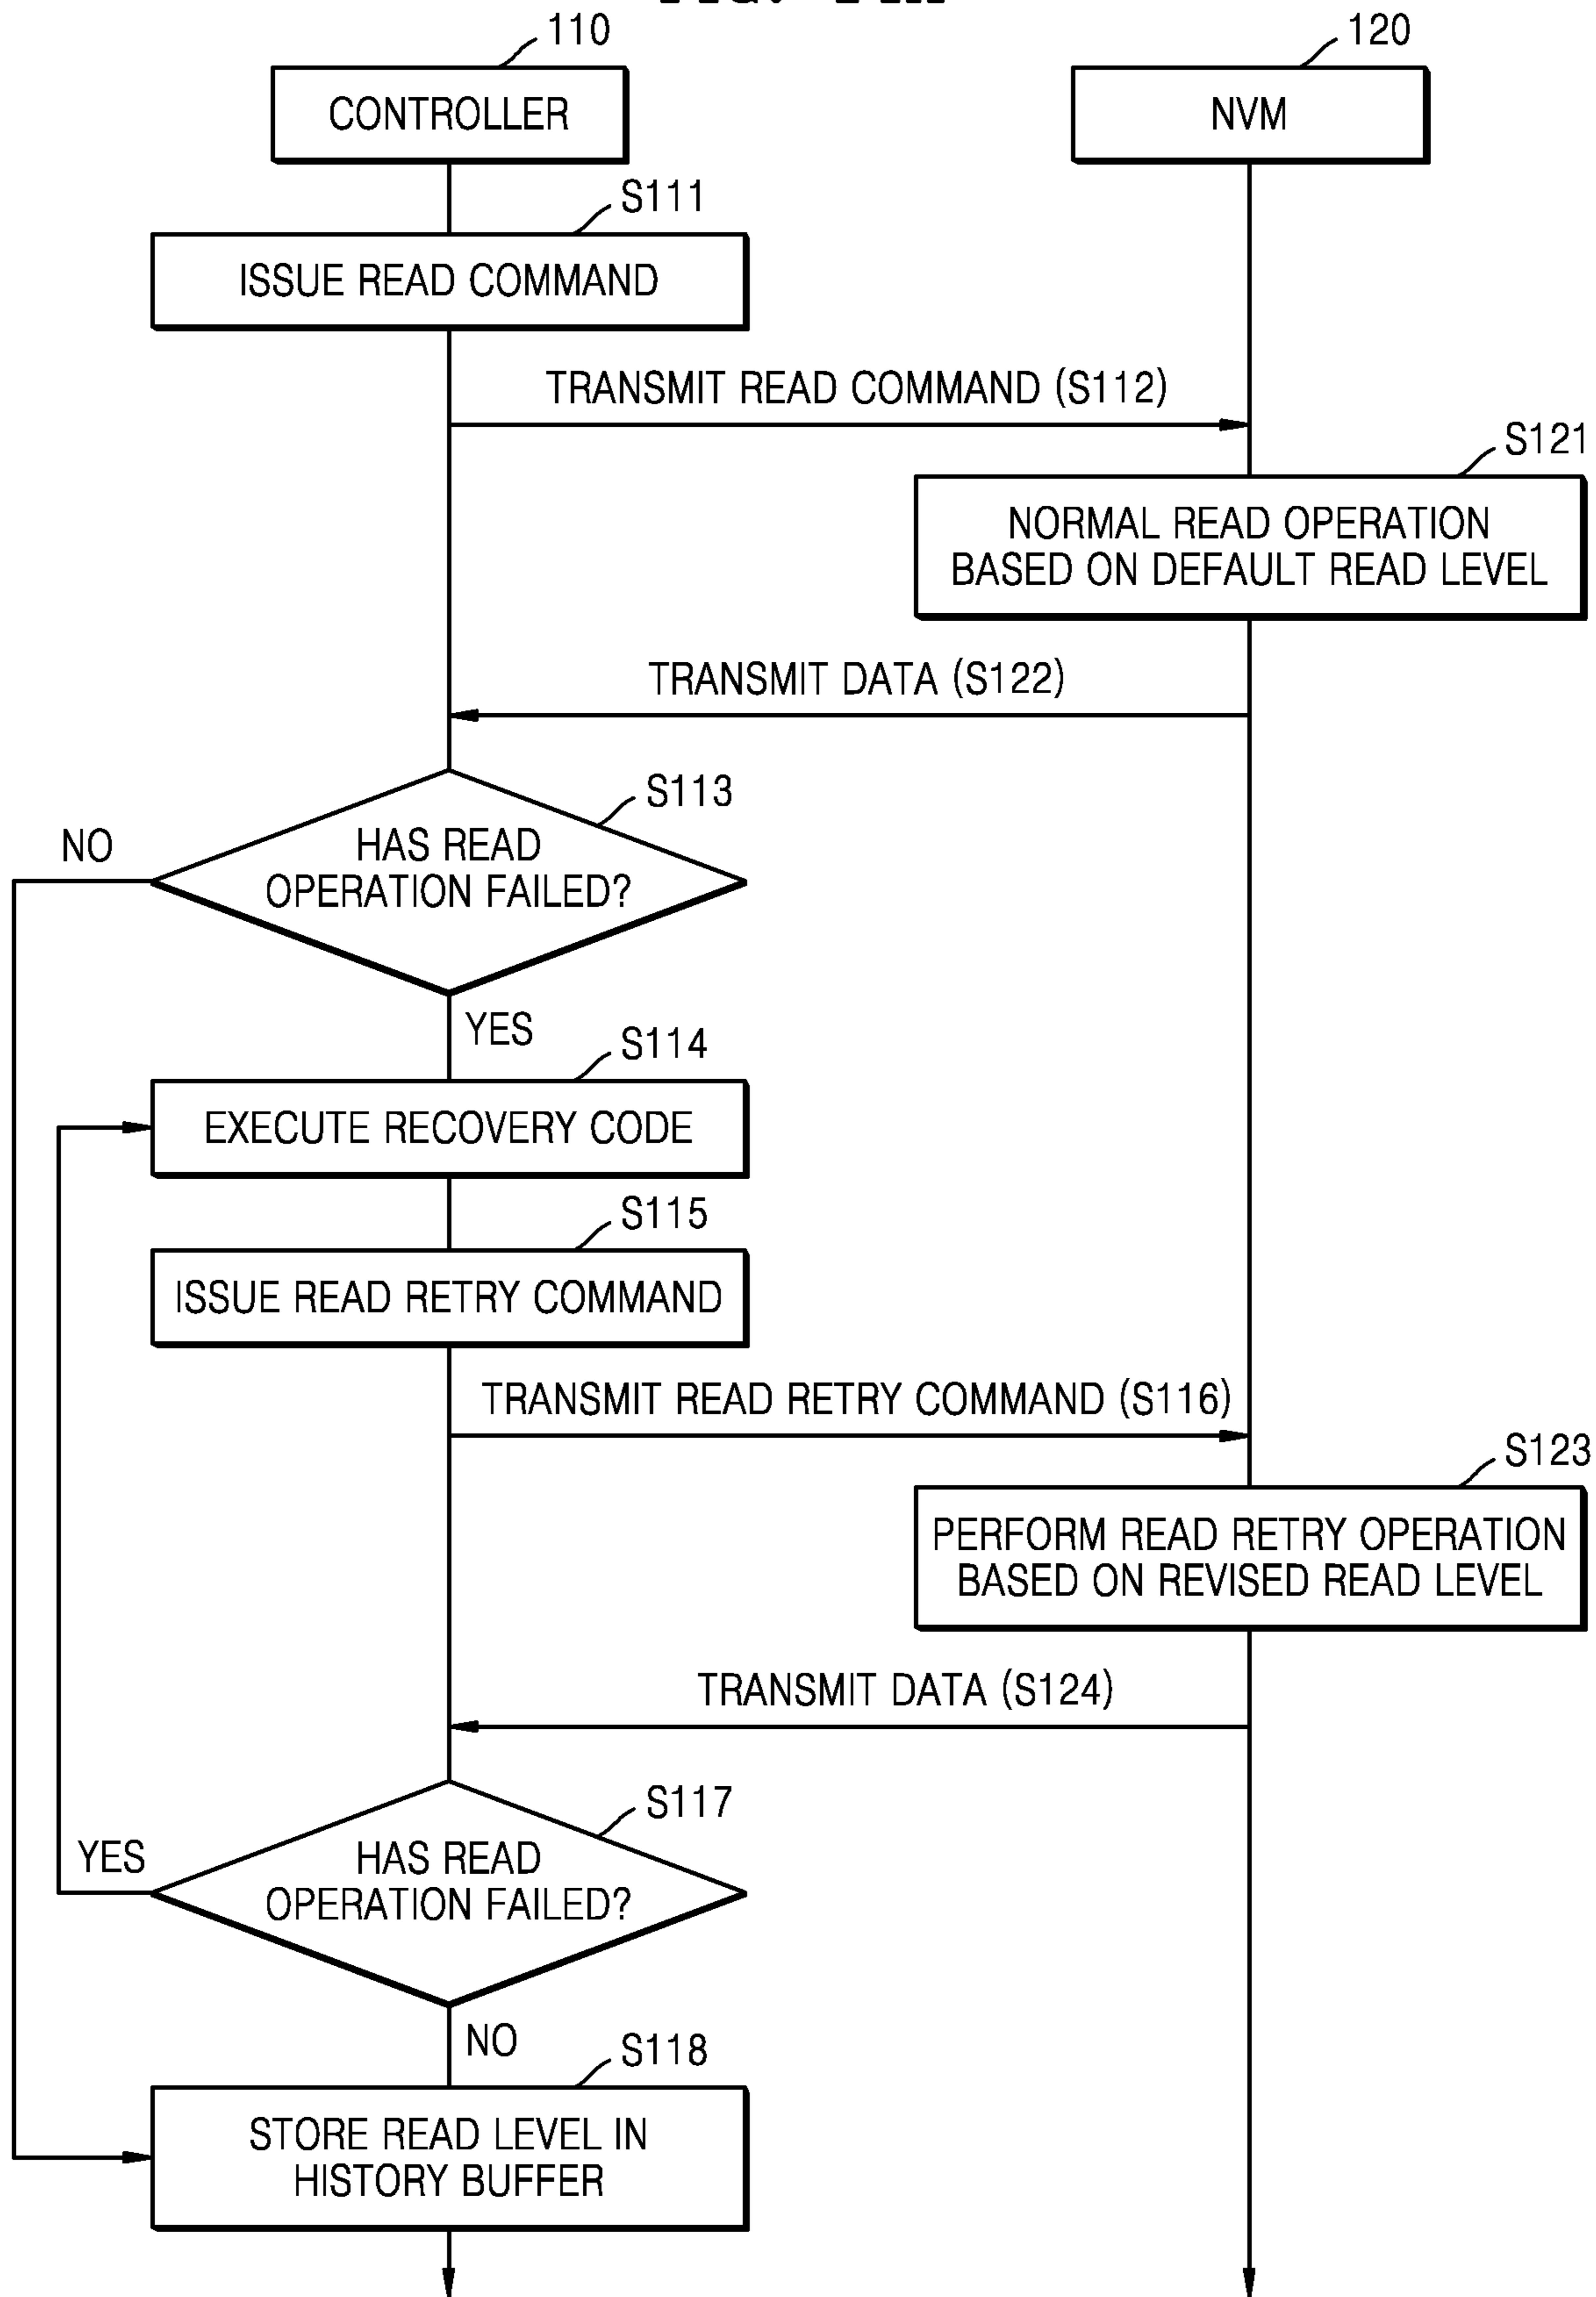 110
120
CONTROLLER
NVM
S111
ISSUE READ COMMAND
TRANSMIT READ COMMAND (S112)
S121
NORMAL READ OPERATION
BASED ON DEFAULT READ LEVEL
TRANSMIT DATA (S122)
S113
NO
HAS READ
OPERATION FAILED?
YES
S114
EXECUTE RECOVERY CODE
S115
ISSUE READ RETRY COMMAND
TRANSMIT READ RETRY COMMAND (S116)
S123
PERFORM READ RETRY OPERATION
BASED ON REVISED READ LEVEL
TRANSMIT DATA (S124)
S117
YES
HAS READ
OPERATION FAILED?
NO
S118
STORE READ LEVEL IN
HISTORY BUFFER